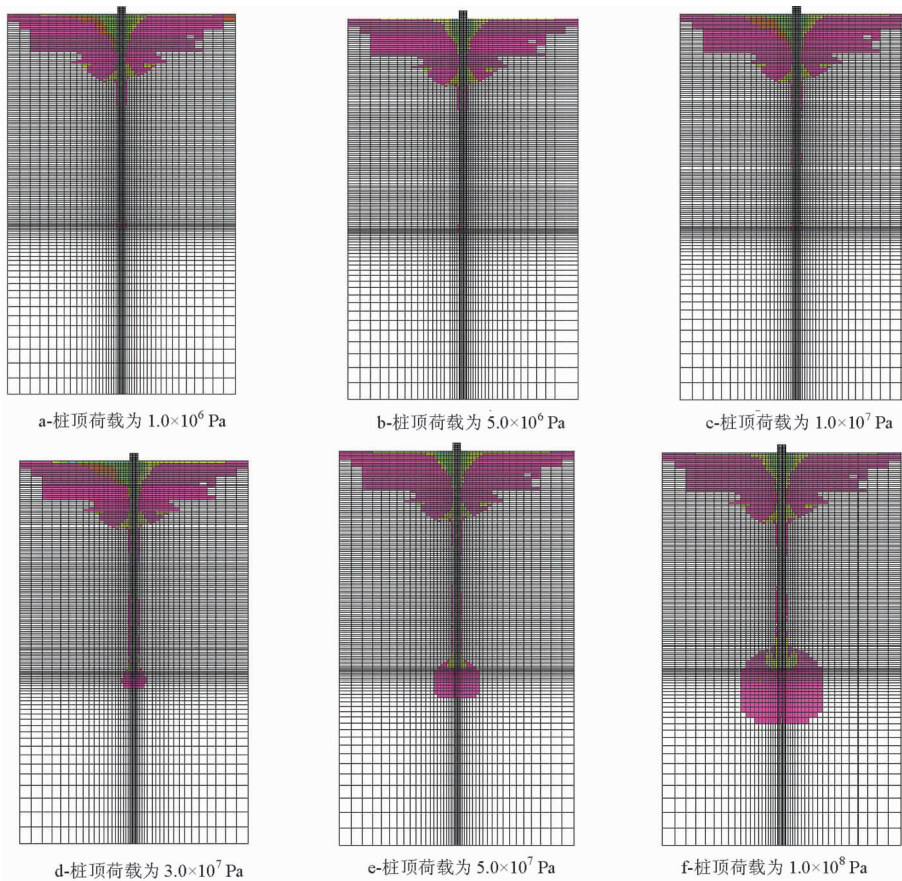 a-桩顶荷载为 1.0×10⁶ Pa
b-桩顶荷载为 5.0×10⁶ Pa
c-桩顶荷载为 1.0×10⁷ Pa
d-桩顶荷载为 3.0×10⁷ Pa
e-桩顶荷载为 5.0×10⁷ Pa
f-桩顶荷载为 1.0×10⁸ Pa